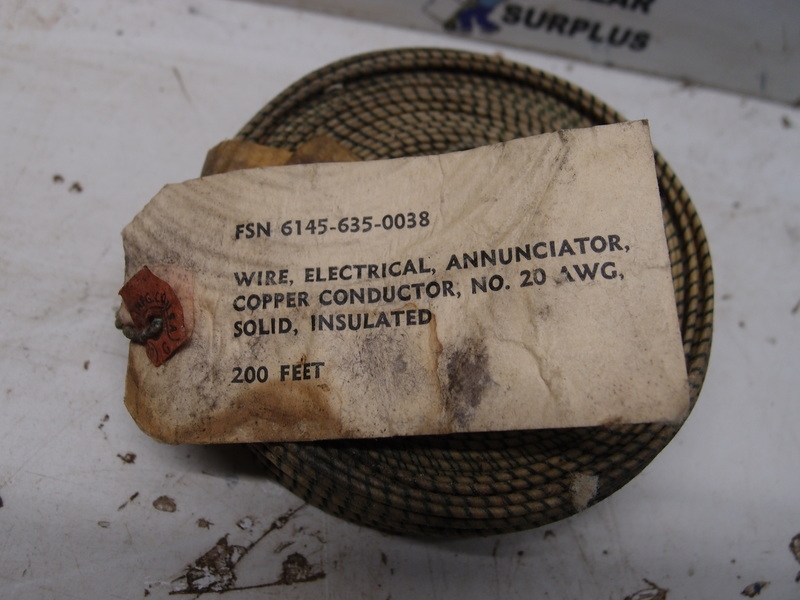 SURPLUS
FSN 6145-635-0038
WIRE, ELECTRICAL, ANNUNCIATOR,
COPPER CONDUCTOR, NO. 20 AWG,
SOLID, INSULATED
200 FEET